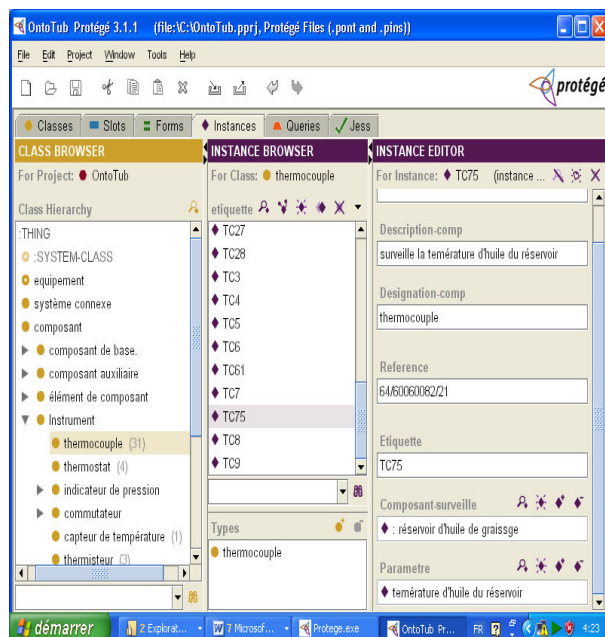 OntoTub Protégé 3.1.1 (file:\C:\OntoTub.pprj, Protégé Files (.pont and .pins))
File Edit Project Window Tools Help
protégé
Classes Slots Forms Instances Queries Jess
CLASS BROWSER
For Project: OntoTub
Class Hierarchy
:THING
:SYSTEM-CLASS
equipement
système connexe
composant
composant de base.
composant auxiliaire
élément de composant
Instrument
thermocouple (31)
thermostat (4)
indicateur de pression
commutateur
capteur de température (1)
thermisteur (3)
INSTANCE BROWSER
For Class: thermocouple
etiquette
TC27
TC28
TC3
TC4
TC5
TC6
TC61
TC7
TC75
TC8
TC9
Types
thermocouple
INSTANCE EDITOR
For Instance: TC75 (instance ...
Description-comp
surveille la temérature d'huile du réservoir
Designation-comp
thermocouple
Reference
64/60060082/21
Etiquette
TC75
Composant-surveille
: réservoir d'huile de graissge
Parametre
temérature d'huile du réservoir
démarrer 2 Explorat... 7 Microsof... Protege.exe OntoTub Pr... FR 4:23